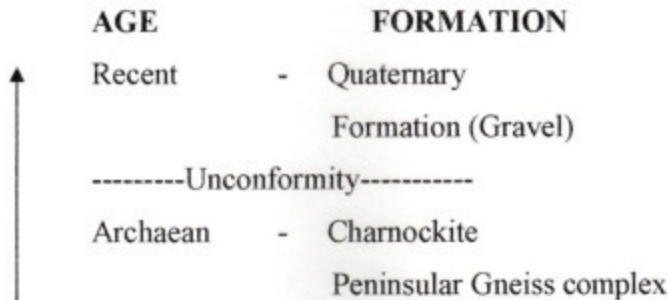 AGE FORMATION
Recent - Quaternary
Formation (Gravel)
---------Unconformity-----------
Archaean - Charnockite
Peninsular Gneiss complex